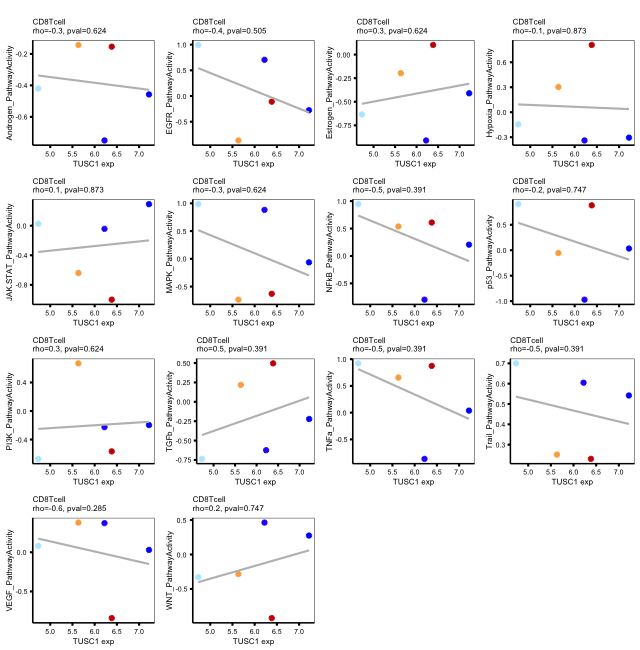 CD8Tcell
rho=-0.3, pval=0.624
Androgen_PathwayActivity
-0.2
-0.4
-0.6
5.0 5.5 6.0 6.5 7.0
TUSC1 exp
CD8Tcell
rho=-0.4, pval=0.505
EGFR_PathwayActivity
1.0
0.5
0.0
-0.5
5.0 5.5 6.0 6.5 7.0
TUSC1 exp
CD8Tcell
rho=0.3, pval=0.624
Estrogen_PathwayActivity
0.00
-0.25
-0.50
-0.75
5.0 5.5 6.0 6.5 7.0
TUSC1 exp
CD8Tcell
rho=-0.1, pval=0.873
Hypoxia_PathwayActivity
0.6
0.3
0.0
-0.3
5.0 5.5 6.0 6.5 7.0
TUSC1 exp
CD8Tcell
rho=0.1, pval=0.873
JAK.STAT_PathwayActivity
0.0
-0.4
-0.8
5.0 5.5 6.0 6.5 7.0
TUSC1 exp
CD8Tcell
rho=-0.3, pval=0.624
MAPK_PathwayActivity
1.0
0.5
0.0
-0.5
5.0 5.5 6.0 6.5 7.0
TUSC1 exp
CD8Tcell
rho=-0.5, pval=0.391
NFkB_PathwayActivity
1.0
0.5
0.0
-0.5
5.0 5.5 6.0 6.5 7.0
TUSC1 exp
CD8Tcell
rho=-0.2, pval=0.747
p53_PathwayActivity
0.5
0.0
-0.5
-1.0
5.0 5.5 6.0 6.5 7.0
TUSC1 exp
CD8Tcell
rho=0.3, pval=0.624
PI3K_PathwayActivity
0.4
0.0
-0.4
5.0 5.5 6.0 6.5 7.0
TUSC1 exp
CD8Tcell
rho=0.5, pval=0.391
TGFb_PathwayActivity
0.50
0.25
0.00
-0.25
-0.50
-0.75
5.0 5.5 6.0 6.5 7.0
TUSC1 exp
CD8Tcell
rho=-0.5, pval=0.391
TNFa_PathwayActivity
1.0
0.5
0.0
-0.5
5.0 5.5 6.0 6.5 7.0
TUSC1 exp
CD8Tcell
rho=-0.5, pval=0.391
Trail_PathwayActivity
0.7
0.6
0.5
0.4
0.3
5.0 5.5 6.0 6.5 7.0
TUSC1 exp
CD8Tcell
rho=-0.6, pval=0.285
VEGF_PathwayActivity
0.0
-0.5
5.0 5.5 6.0 6.5 7.0
TUSC1 exp
CD8Tcell
rho=0.2, pval=0.747
WNT_PathwayActivity
0.5
0.0
-0.5
5.0 5.5 6.0 6.5 7.0
TUSC1 exp